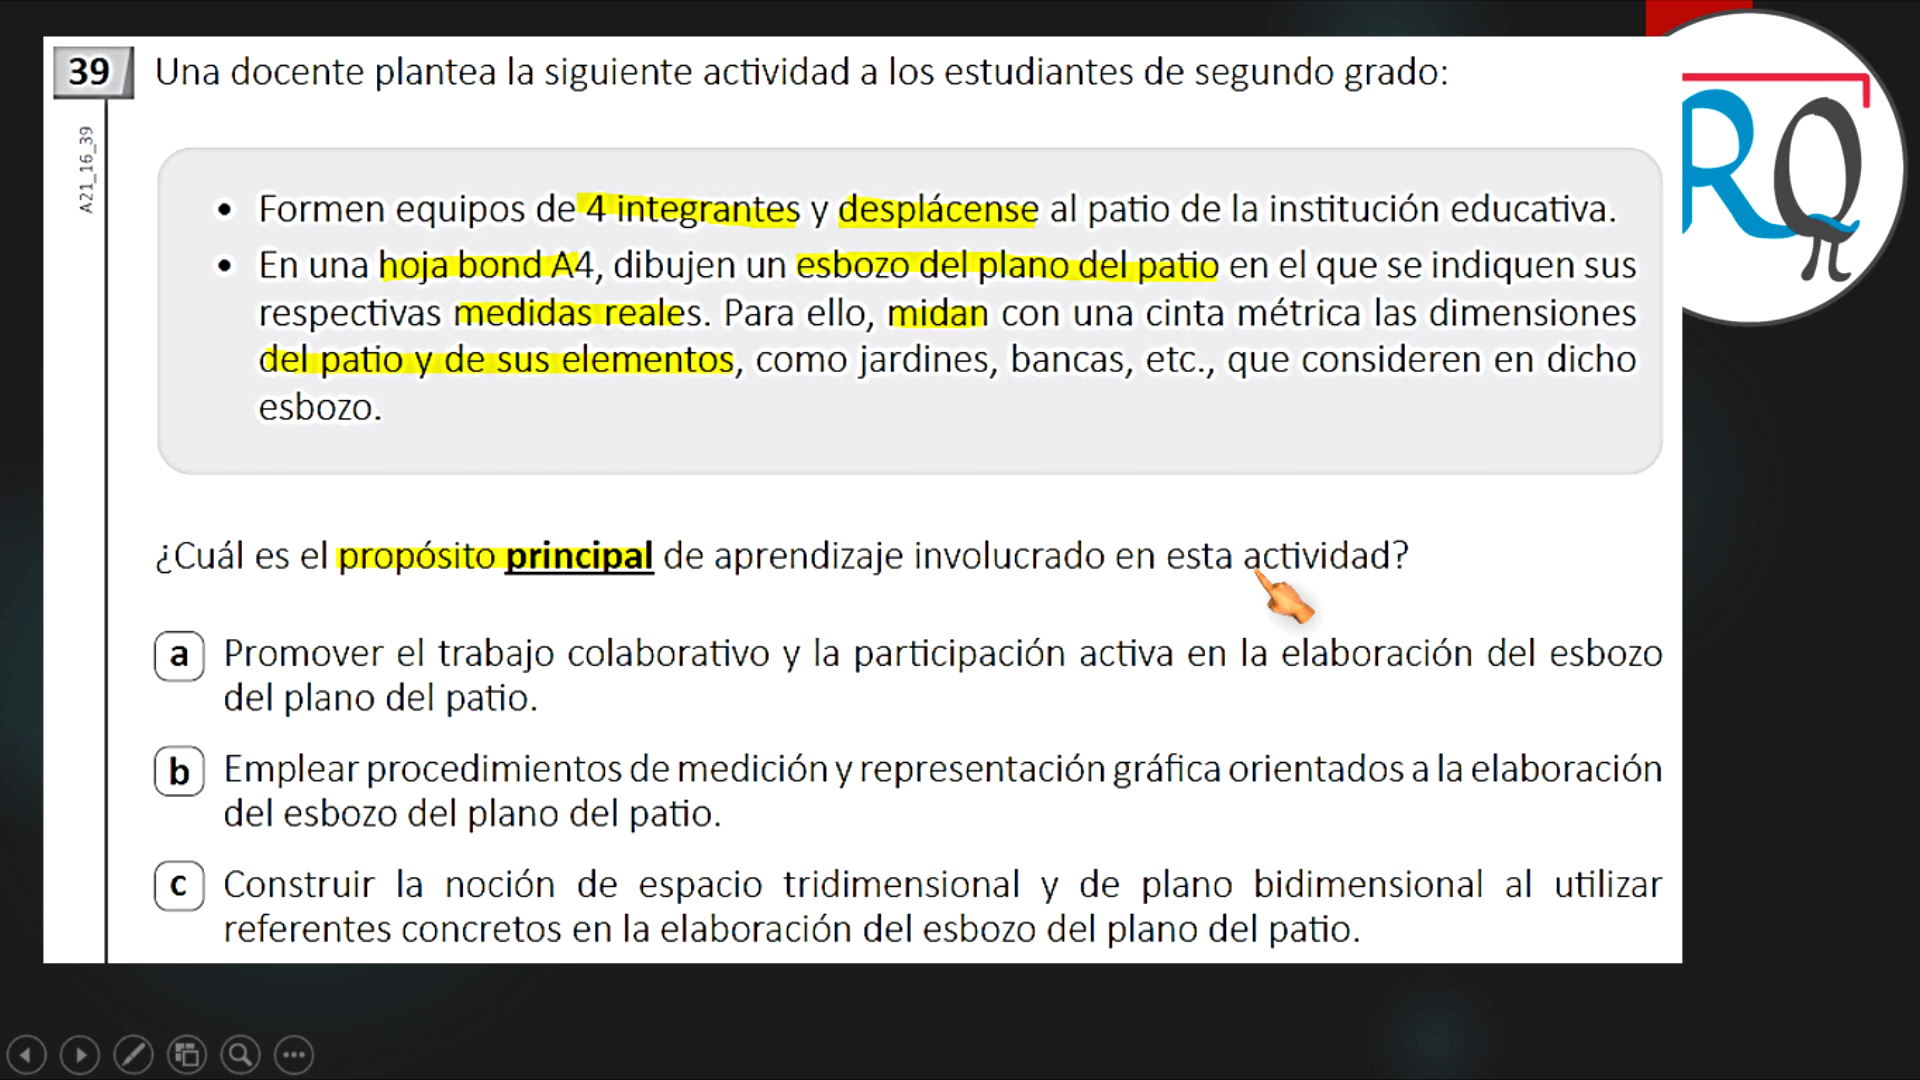 39 Una docente plantea la siguiente actividad a los estudiantes de segundo grado:
A21_16_39
• Formen equipos de 4 integrantes y desplácense al patio de la institución educativa.
• En una hoja bond A4, dibujen un esbozo del plano del patio en el que se indiquen sus
respectivas medidas reales. Para ello, midan con una cinta métrica las dimensiones
del patio y de sus elementos, como jardines, bancas, etc., que consideren en dicho
esbozo.
¿Cuál es el propósito principal de aprendizaje involucrado en esta actividad?
a Promover el trabajo colaborativo y la participación activa en la elaboración del esbozo
del plano del patio.
b Emplear procedimientos de medición y representación gráfica orientados a la elaboración
del esbozo del plano del patio.
c Construir la noción de espacio tridimensional y de plano bidimensional al utilizar
referentes concretos en la elaboración del esbozo del plano del patio.
RQ
π